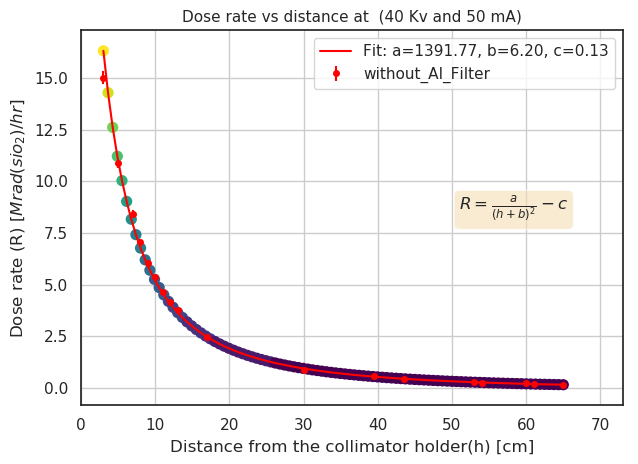 Dose rate vs distance at  (40 Kv and 50 mA)
Fit: a=1391.77, b=6.20, c=0.13
without_Al_Filter
R = a/(h+b)² − c
Dose rate (R) [Mrad(sio₂)/hr]
15.0
12.5
10.0
7.5
5.0
2.5
0.0
0 10 20 30 40 50 60 70
Distance from the collimator holder(h) [cm]